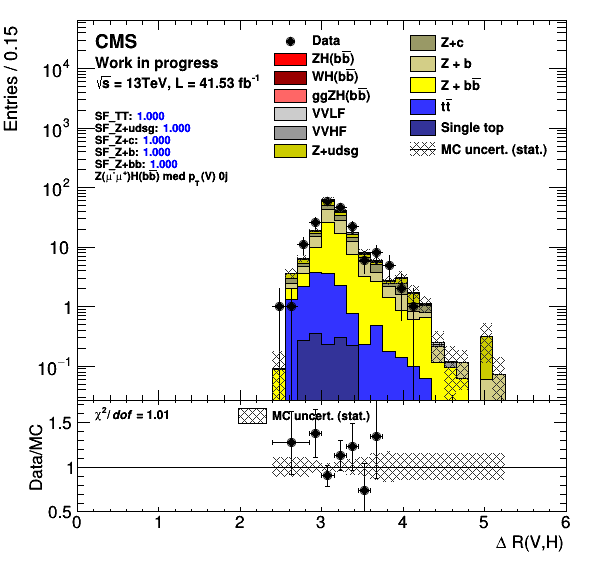 Entries / 0.15
10⁴
10³
10²
10
1
10⁻¹
CMS
Work in progress
√s = 13TeV, L = 41.53 fb⁻¹
SF_TT: 1.000
SF_Z+udsg: 1.000
SF_Z+c: 1.000
SF_Z+b: 1.000
SF_Z+bb: 1.000
Z(μ⁻μ⁺)H(bb̅) med p_T(V) 0j
Data
ZH(bb̅)
WH(bb̅)
ggZH(bb̅)
VVLF
VVHF
Z+udsg
Z+c
Z + b
Z + bb̅
tt̅
Single top
MC uncert. (stat.)
Data/MC
1.5
1
0.5
χ²/dof = 1.01
MC uncert. (stat.)
0 1 2 3 4 5 6
Δ R(V,H)